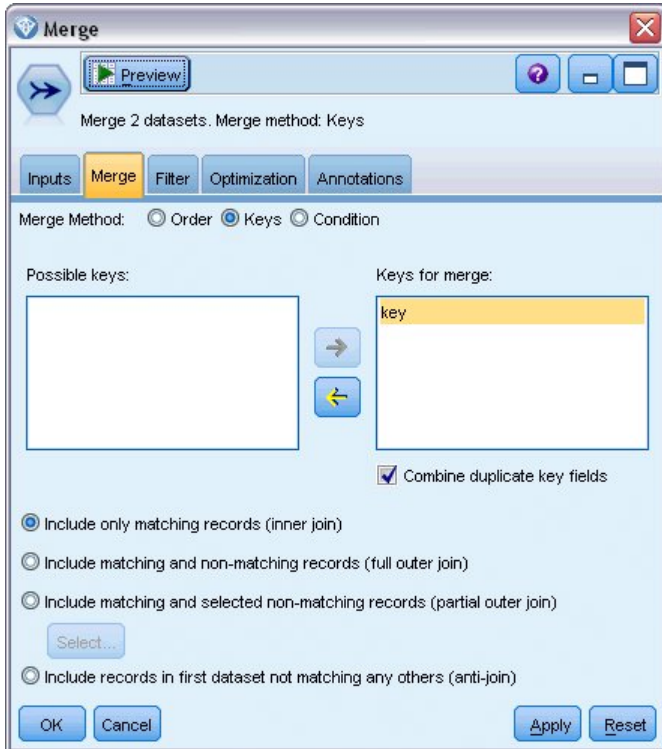 Merge
Preview
?
Merge 2 datasets. Merge method: Keys
Inputs Merge Filter Optimization Annotations
Merge Method: Order Keys Condition
Possible keys: Keys for merge:
key
Combine duplicate key fields
Include only matching records (inner join)
Include matching and non-matching records (full outer join)
Include matching and selected non-matching records (partial outer join)
Select...
Include records in first dataset not matching any others (anti-join)
OK Cancel Apply Reset